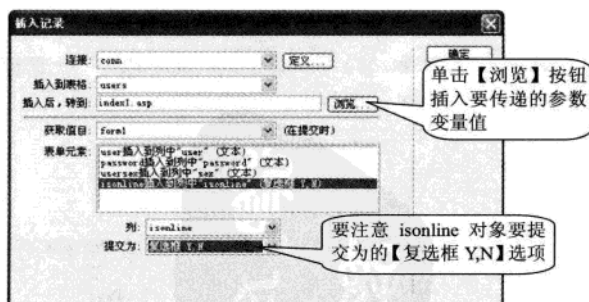 插入记录
连接: conn 定义...
确定
插入到表格: users
插入后，转到: index1.asp 浏览...
单击【浏览】按钮
插入要传递的参数
变量值
获取值自: form1 (在提交时)
表单元素: user插入到列中"user" (文本)
password插入到列中"password" (文本)
usersex插入到列中"sex" (文本)
isonline插入到列中"isonline" (复选框 Y,N)
列: isonline
提交为: 复选框 Y,N
要注意 isonline 对象要提
交为的【复选框 Y,N】选项